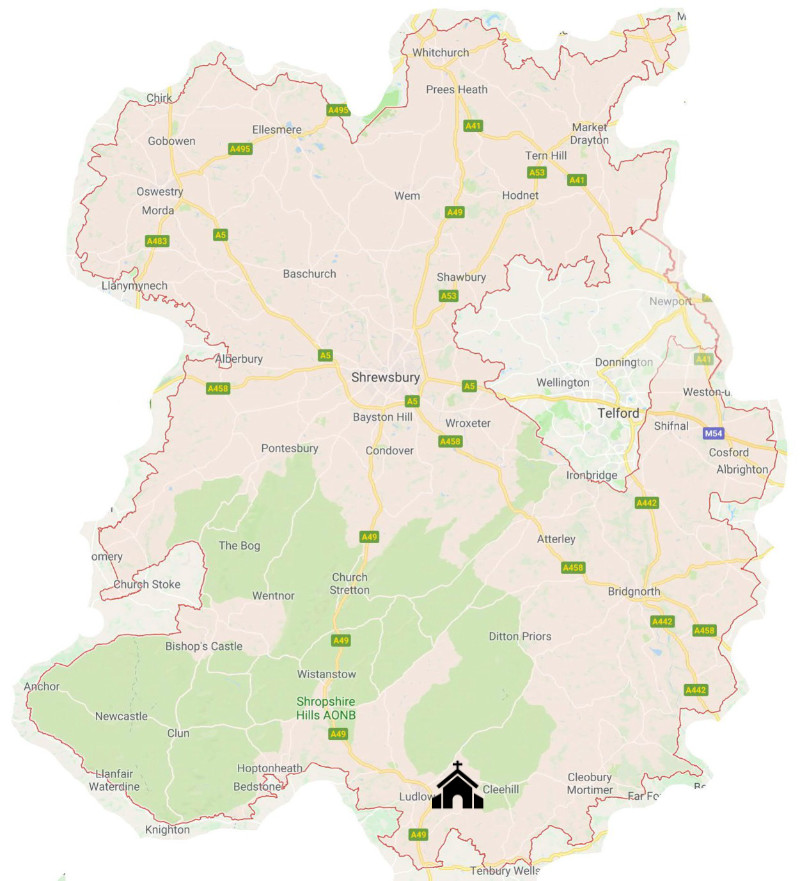 M
Whitchurch
Prees Heath
Chirk
A495
A41
Ellesmere
Market
Drayton
Gobowen
A495
Tern Hill
A53
A41
Oswestry
Wem
Hodnet
Morda
A49
A5
A483
Baschurch
Shawbury
Llanymynech
A53
Newport
Alberbury
A5
A41
Donnington
Shrewsbury
Wellington
A458
A5
Weston-u
A5
Telford
Bayston Hill
Wroxeter
Shifnal
M54
A458
Pontesbury
Condover
Cosford
Albrighton
Ironbridge
A442
A49
Atterley
The Bog
omery
A458
Church Stoke
Church
Stretton
Wentnor
Bridgnorth
A442
A458
Ditton Priors
A49
Bishop's Castle
Wistanstow
Anchor
A442
Shropshire
Hills AONB
Newcastle
Clun
A49
Hoptonheath
Llanfair
Waterdine
Bedstone
Cleobury
Mortimer
Cleehill
Ludlow
Far Fo
Knighton
A49
Tenbury Wells